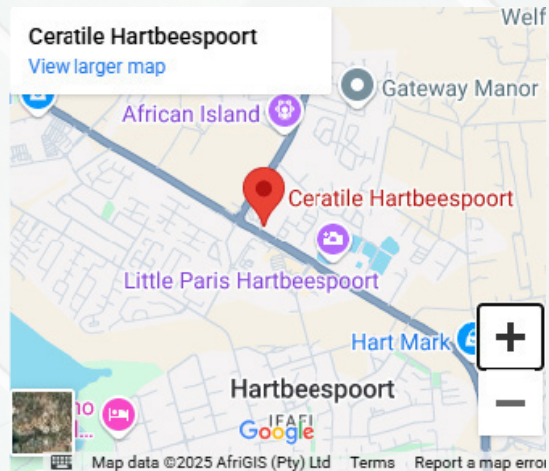 Ceratile Hartbeespoort
View larger map
Welf
Gateway Manor
African Island
Ceratile Hartbeespoort
Little Paris Hartbeespoort
Hart Mark
+
Hartbeespoort
IFAFI
Google
−
Map data ©2025 AfriGIS (Pty) Ltd Terms Report a map error